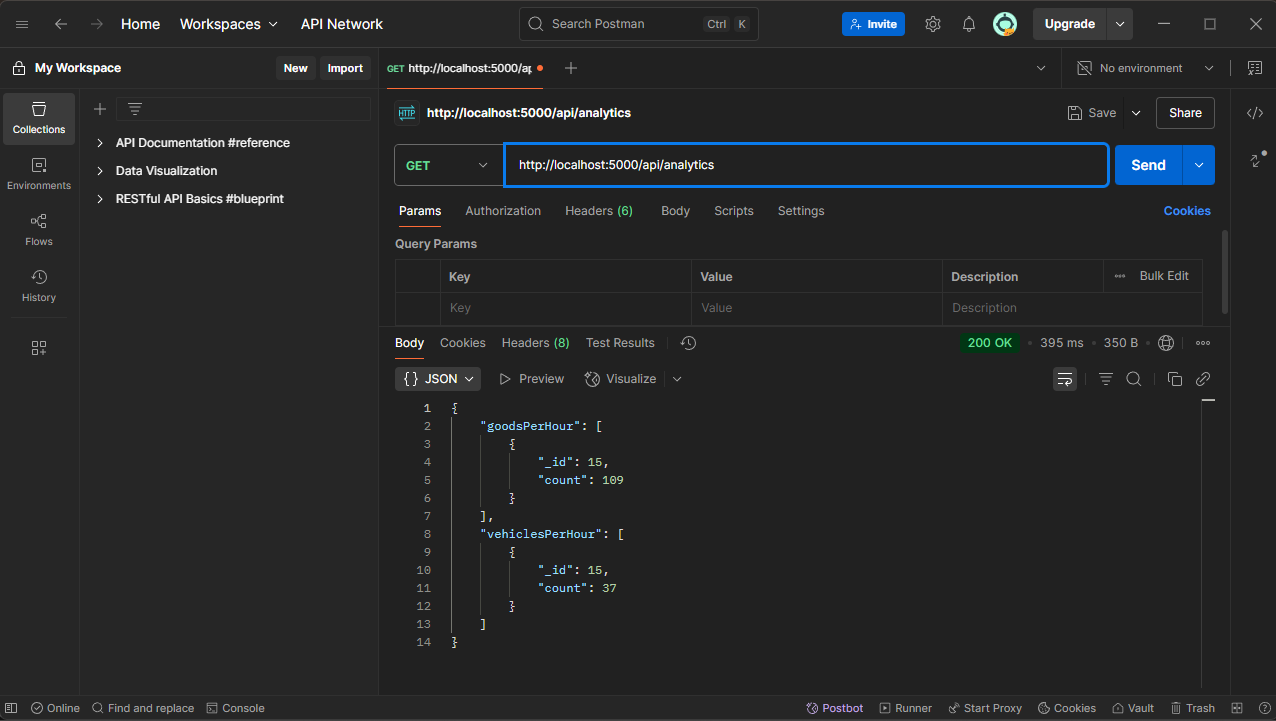 Home Workspaces API Network Search Postman Ctrl K Invite Upgrade
My Workspace New Import GET http://localhost:5000/ap No environment
Collections
Environments
Flows
History
API Documentation #reference
Data Visualization
RESTful API Basics #blueprint
HTTP http://localhost:5000/api/analytics Save Share
GET http://localhost:5000/api/analytics Send
Params Authorization Headers (6) Body Scripts Settings Cookies
Query Params
Key Value Description Bulk Edit
Key Value Description
Body Cookies Headers (8) Test Results 200 OK 395 ms 350 B
{} JSON Preview Visualize
1 {
2 "goodsPerHour": [
3 {
4 "_id": 15,
5 "count": 109
6 }
7 ],
8 "vehiclesPerHour": [
9 {
10 "_id": 15,
11 "count": 37
12 }
13 ]
14 }
Online Find and replace Console Postbot Runner Start Proxy Cookies Vault Trash